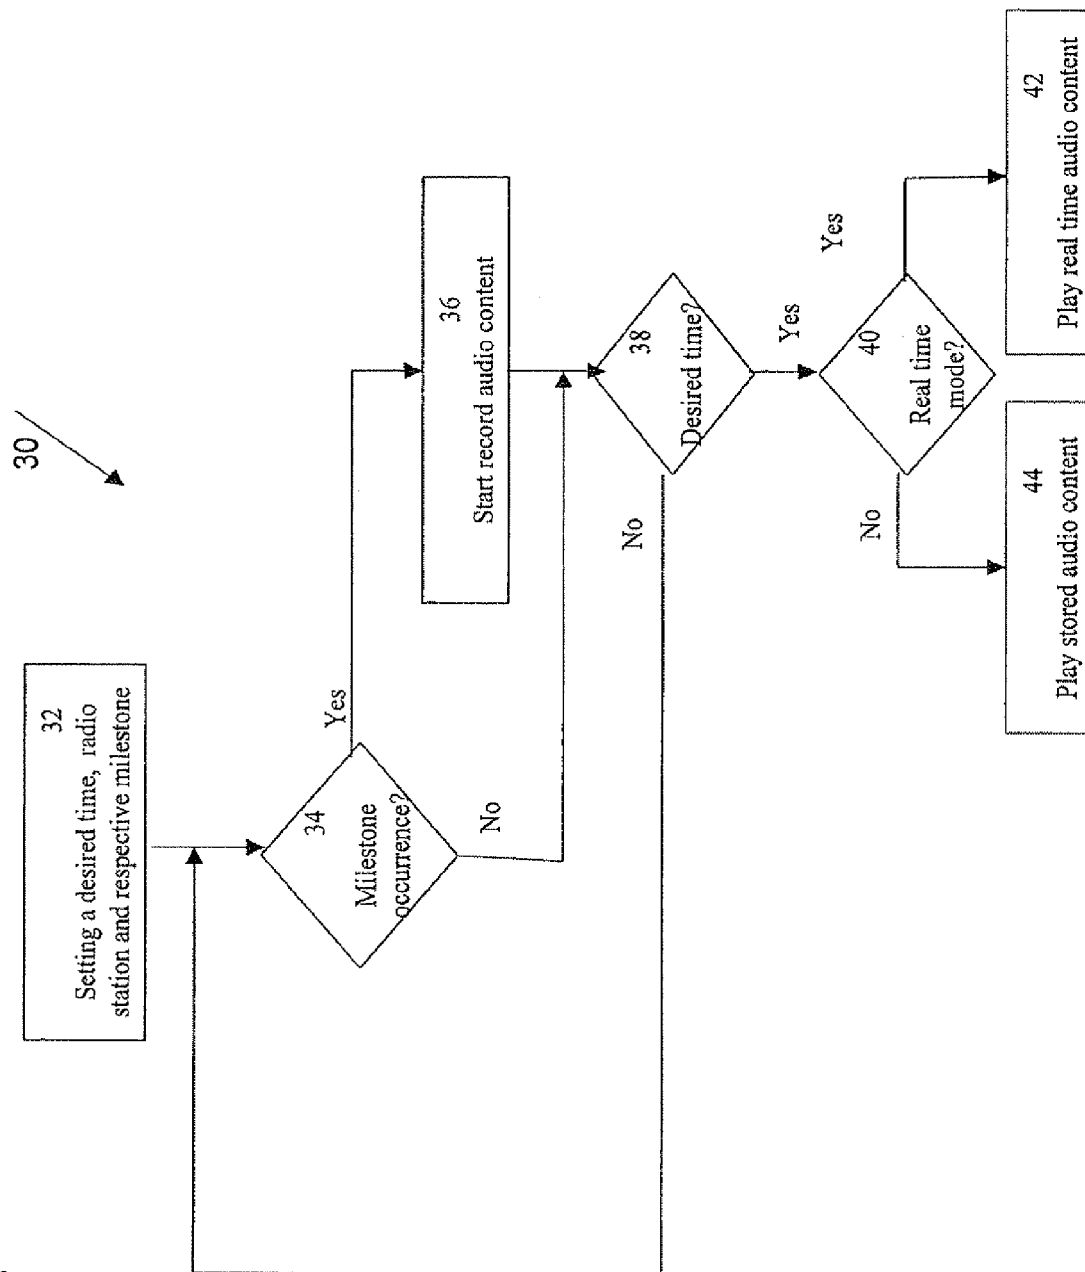 30
32
Setting a desired time, radio
station and respective milestone
34
Milestone
occurrence?
Yes
No
36
Start record audio content
38
Desired time?
No
Yes
40
Real time
mode?
No
Yes
44
Play stored audio content
42
Play real time audio content